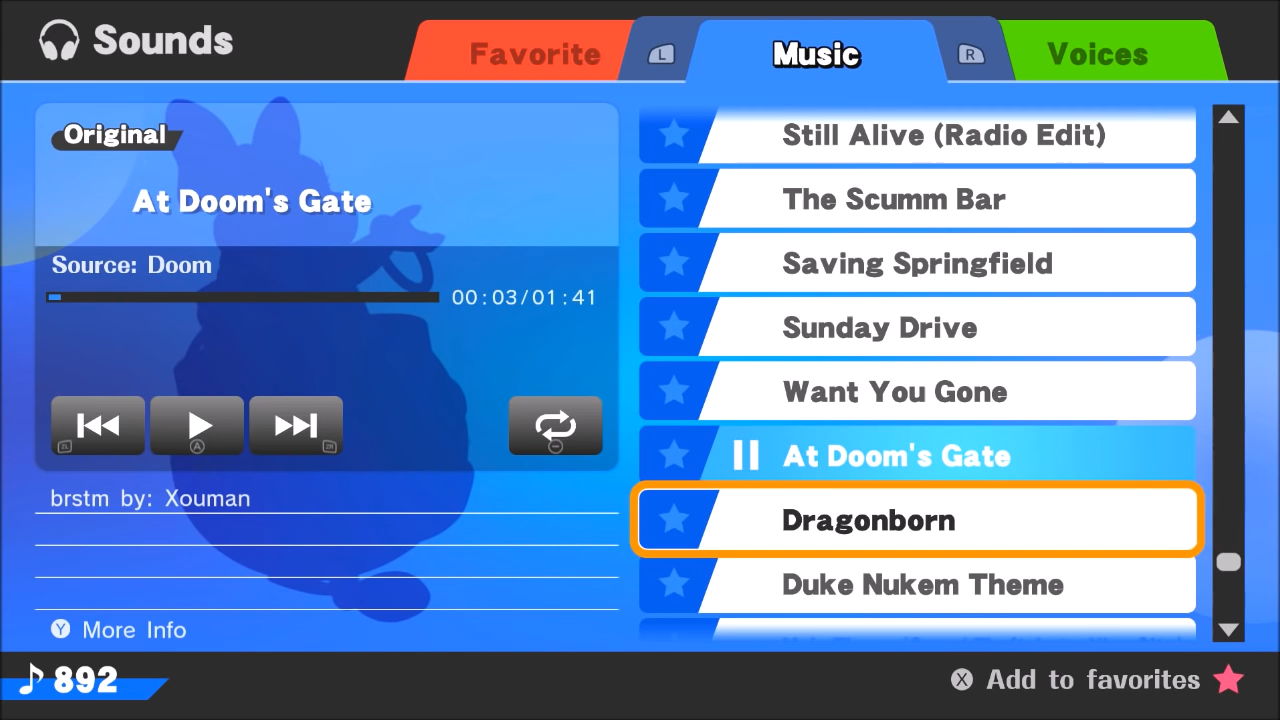 Sounds
Favorite
L
Music
R
Voices
Original
At Doom's Gate
Source: Doom
00:03/01:41
ZL
A
ZR
brstm by: Xouman
Y More Info
Still Alive (Radio Edit)
The Scumm Bar
Saving Springfield
Sunday Drive
Want You Gone
At Doom's Gate
Dragonborn
Duke Nukem Theme
892
X Add to favorites